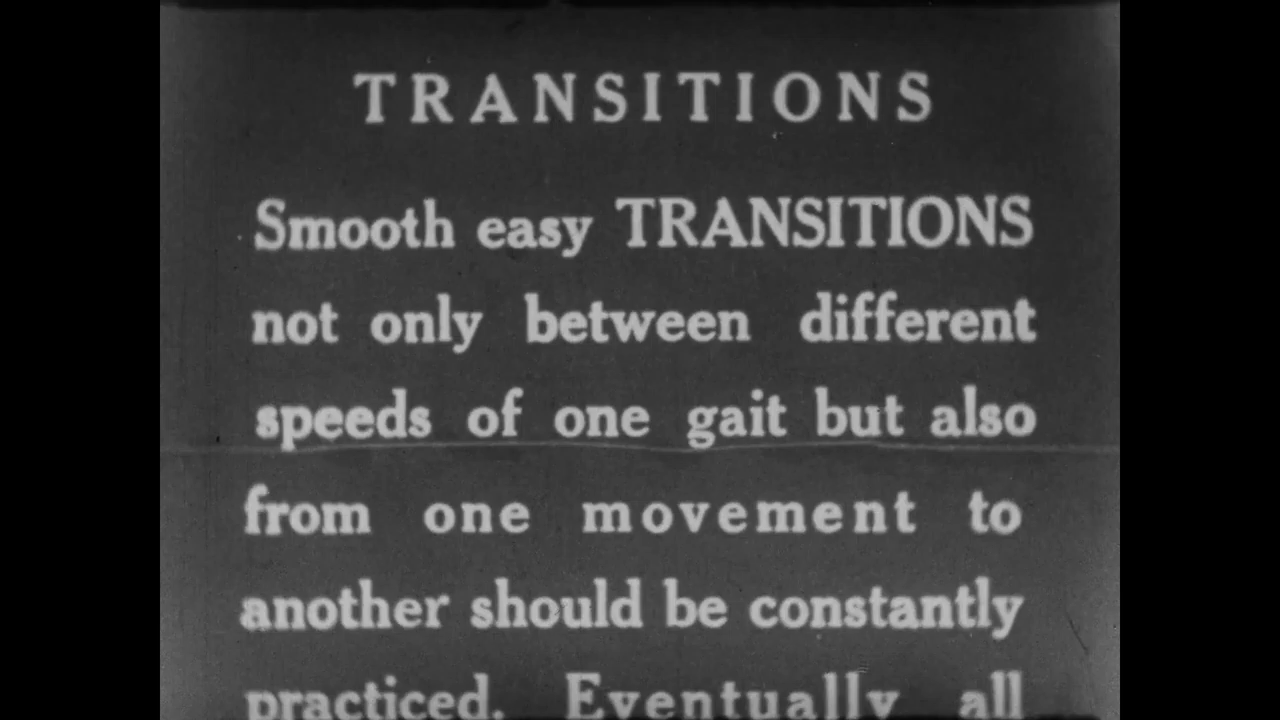 TRANSITIONS
Smooth easy TRANSITIONS
not only between different
speeds of one gait but also
from one movement to
another should be constantly
practiced. Eventually all